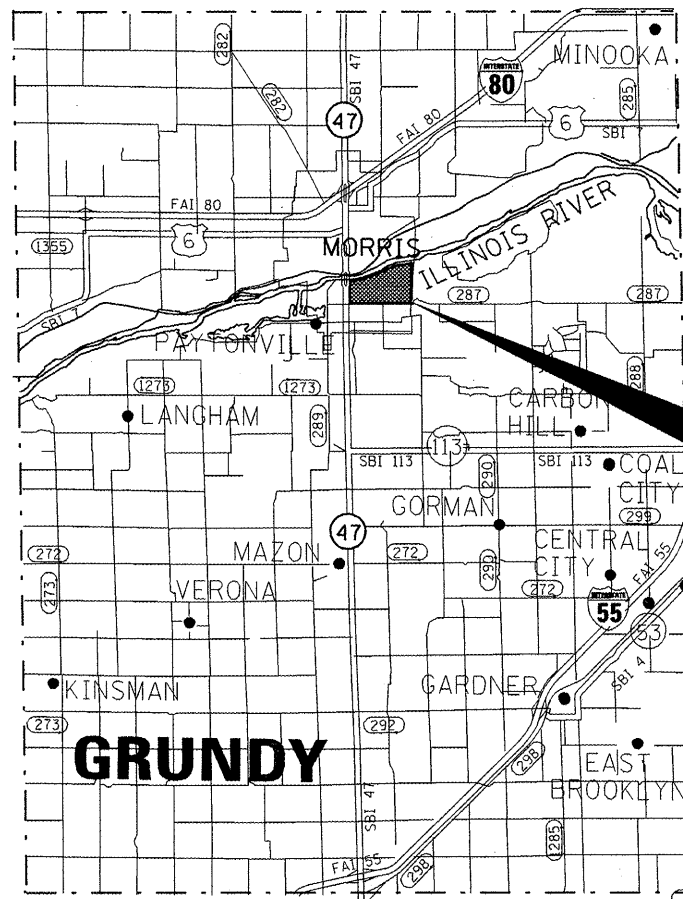 282
SBI 47
MINOOKA
INTERSTATE
80
282
285
47
FAI 80
6
SBI 7
FAI 80
1355
6
MORRIS
ILLINOIS RIVER
287
287
SBI 7
PAYTONVILLE
288
1273
1273
CARBON
HILL
LANGHAM
289
113
SBI 113
290
SBI 113
COAL
CITY
GORMAN
299
47
CENTRAL
CITY
272
MAZON
272
FAI 55
273
290
272
VERONA
INTERSTATE
55
53
KINSMAN
GARDNER
SBI 4
273
292
GRUNDY
298
EAST
BROOKLYN
SBI 47
1285
FAI 55
298